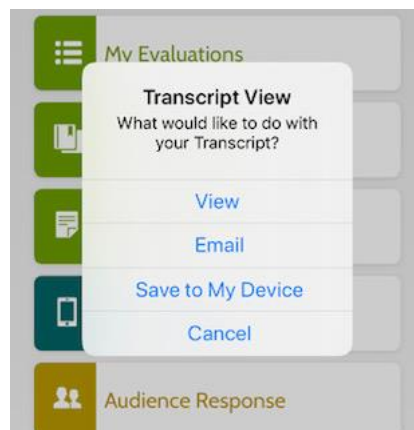 My Evaluations
Transcript View
What would like to do with
your Transcript?
View
Email
Save to My Device
Cancel
Audience Response